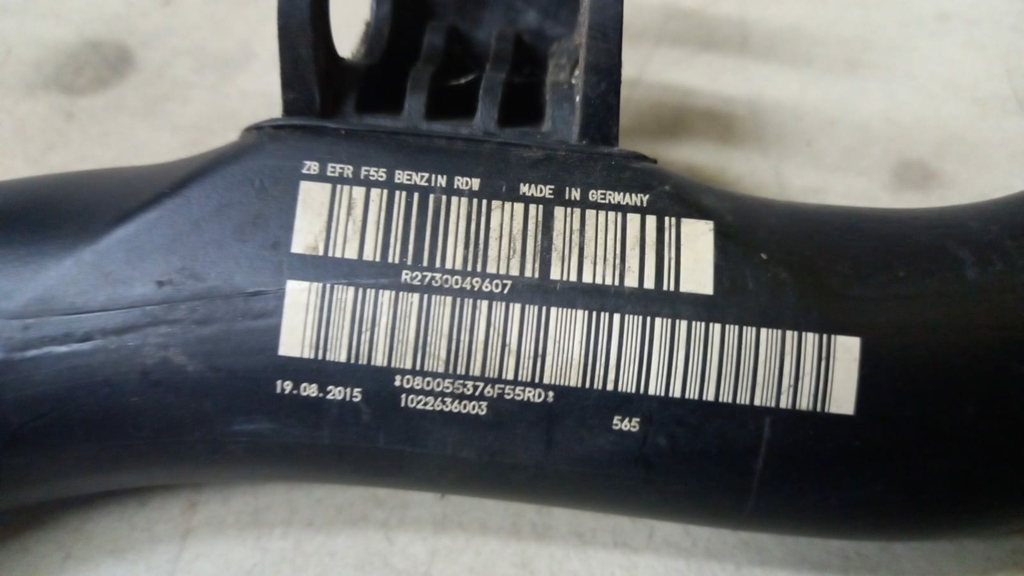 ZB EFR F55 BENZIN RDW MADE IN GERMANY
R2730049607
*080055376F55RD*
19.08.2015
1022636003
565